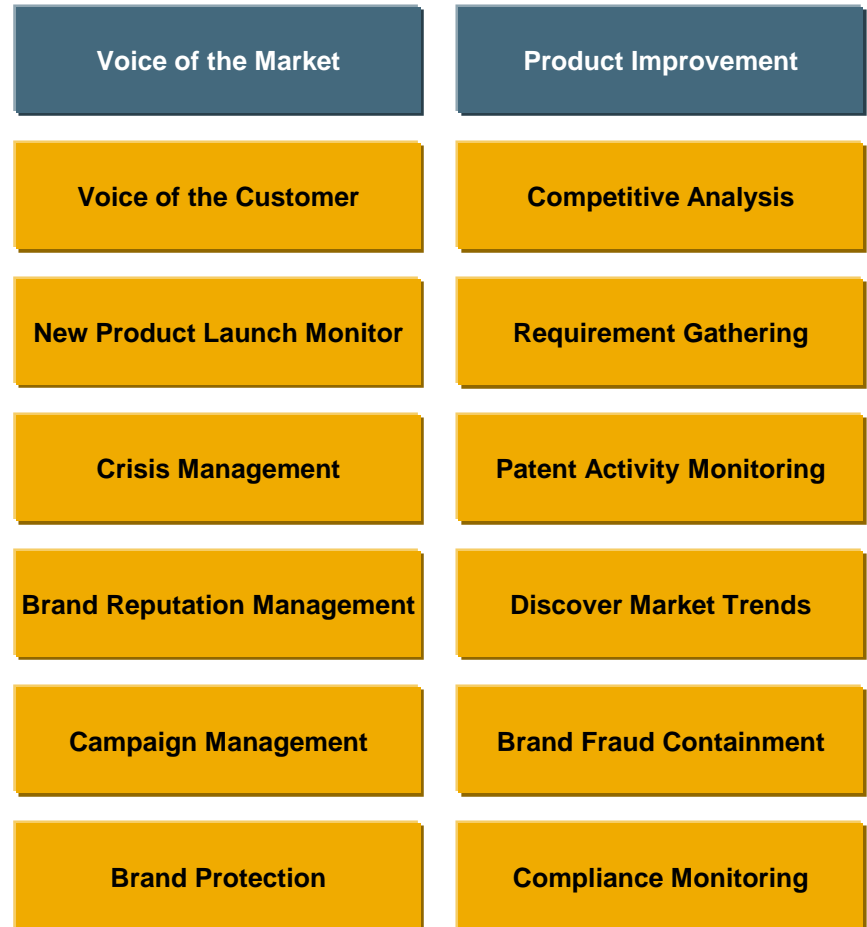 Voice of the Market
Product Improvement
Voice of the Customer
Competitive Analysis
New Product Launch Monitor
Requirement Gathering
Crisis Management
Patent Activity Monitoring
Brand Reputation Management
Discover Market Trends
Campaign Management
Brand Fraud Containment
Brand Protection
Compliance Monitoring